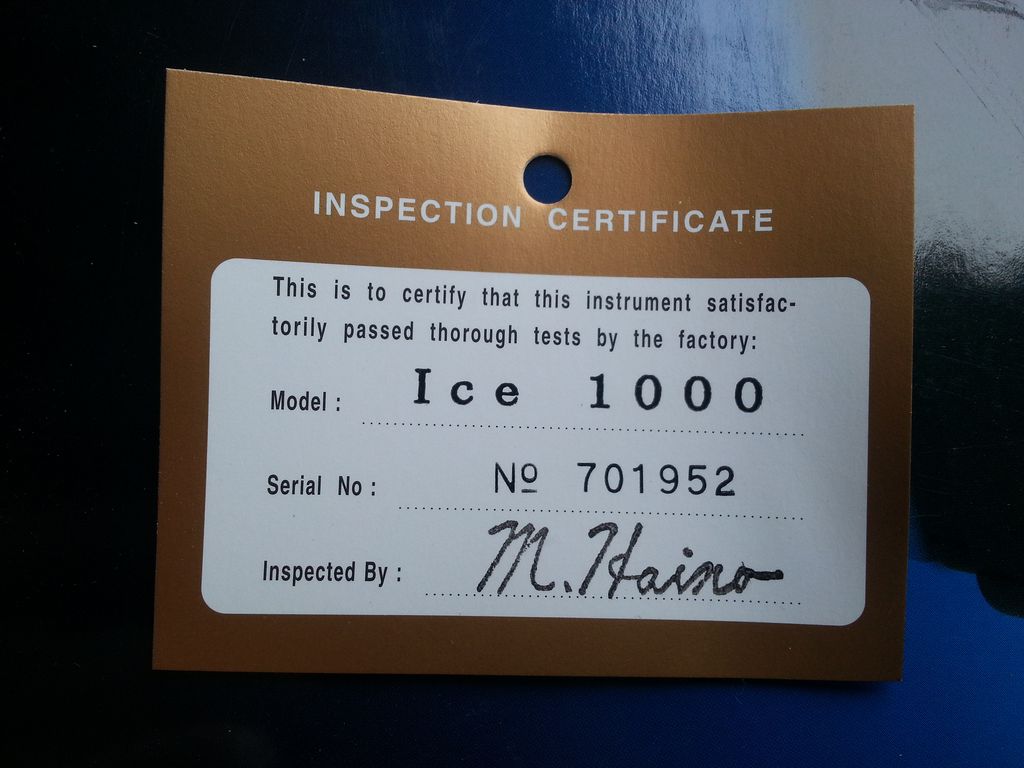 INSPECTION CERTIFICATE
This is to certify that this instrument satisfac-
torily passed thorough tests by the factory:
Model : Ice 1000
Serial No : Nº 701952
Inspected By : M. Haino